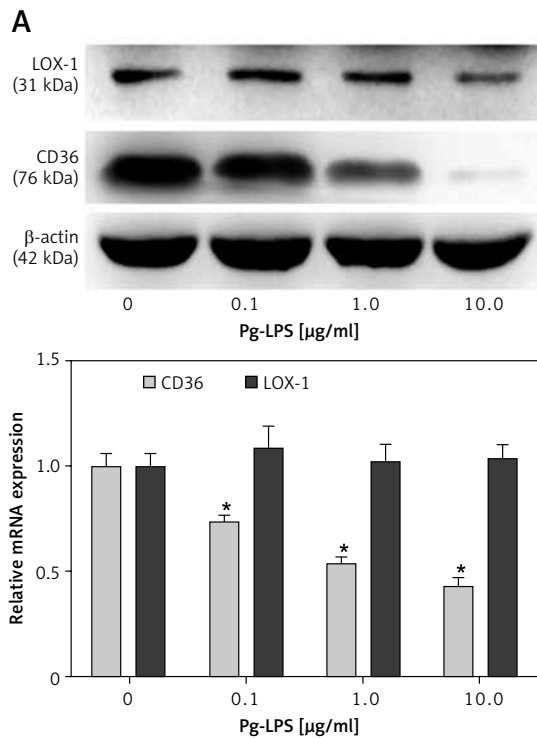 A
LOX-1
(31 kDa)
CD36
(76 kDa)
β-actin
(42 kDa)
0 0.1 1.0 10.0
Pg-LPS [µg/ml]
1.5
CD36 LOX-1
1.0
*
*
*
0.5
0
Relative mRNA expression
0 0.1 1.0 10.0
Pg-LPS [µg/ml]